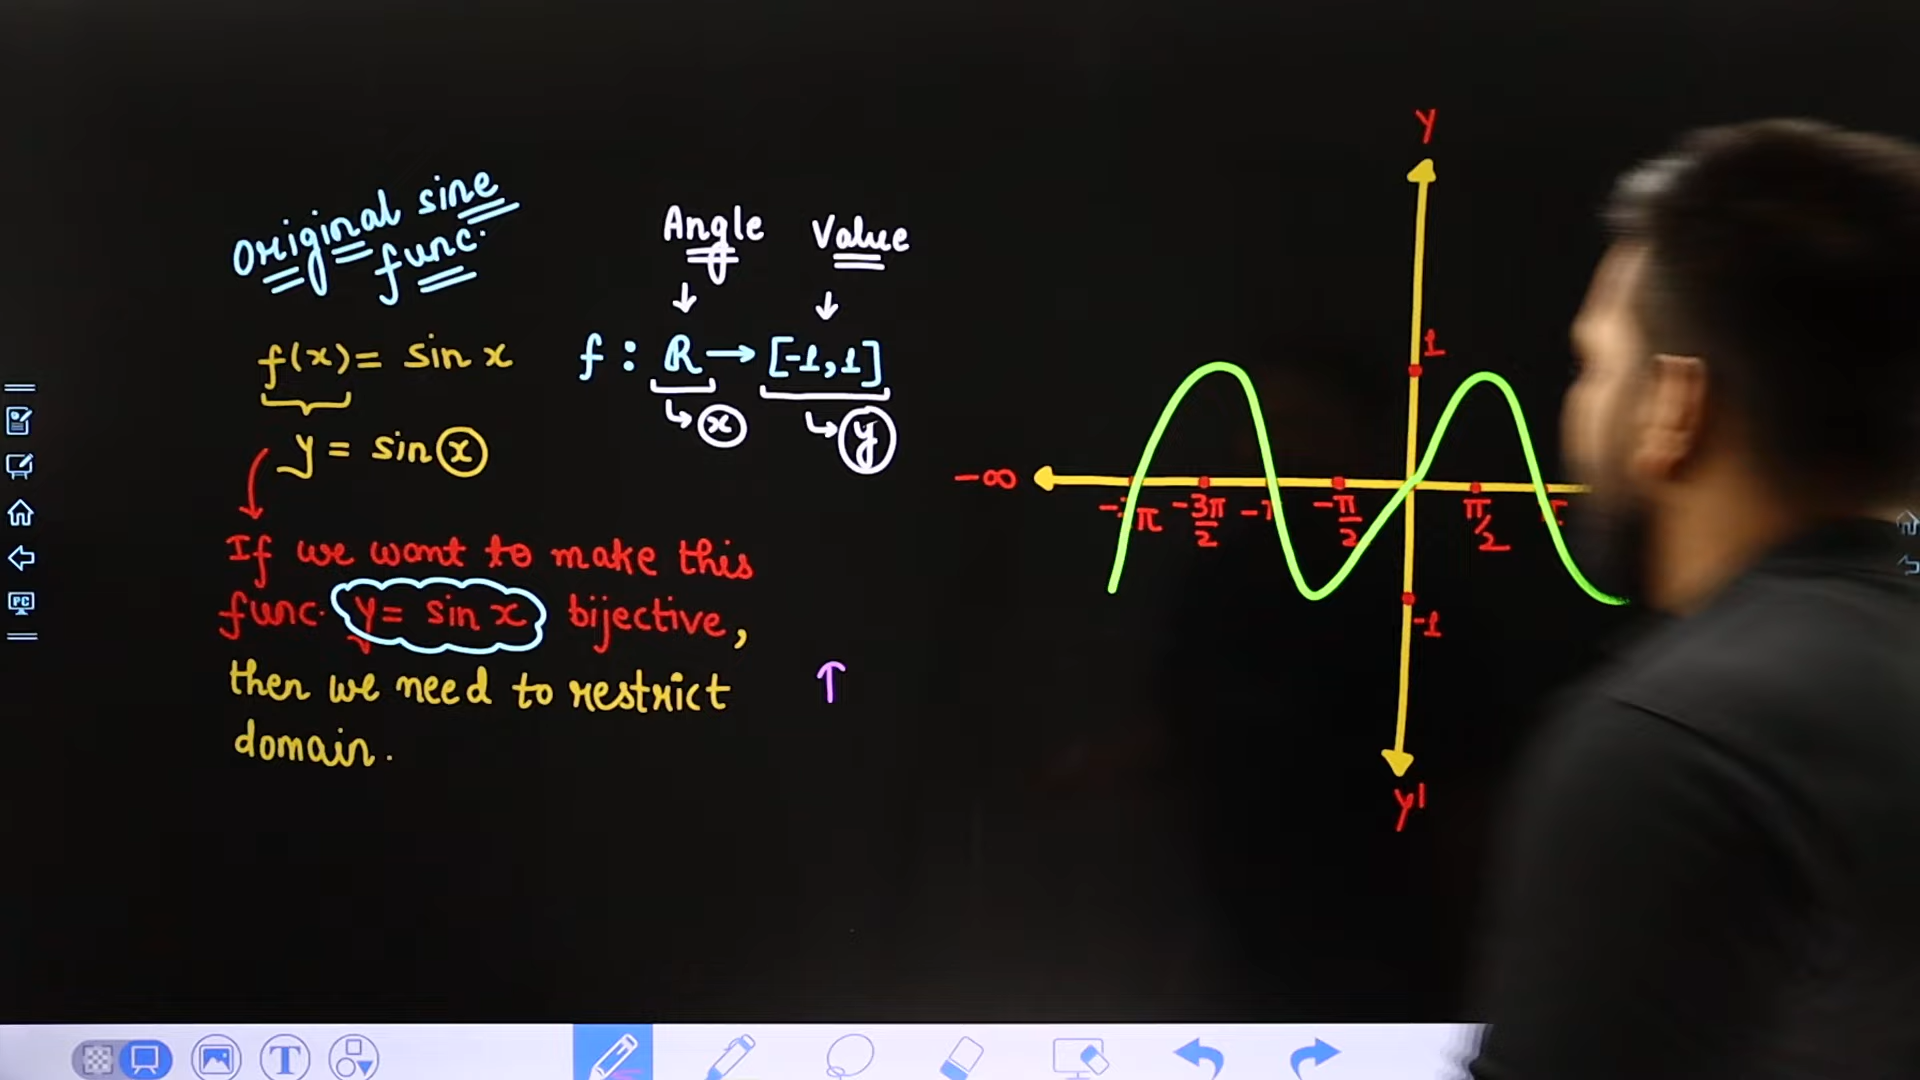 Original sine
func.
f(x) = sin x
y = sin x
If we want to make this
func. y = sin x bijective,
then we need to restrict
domain.
Angle Value
↓ ↓
f : R → [-1,1]
↳ x ↳ y
↑
y
1
-∞
-3π/2
-π/2
π/2
π
-1
y'
PC
T